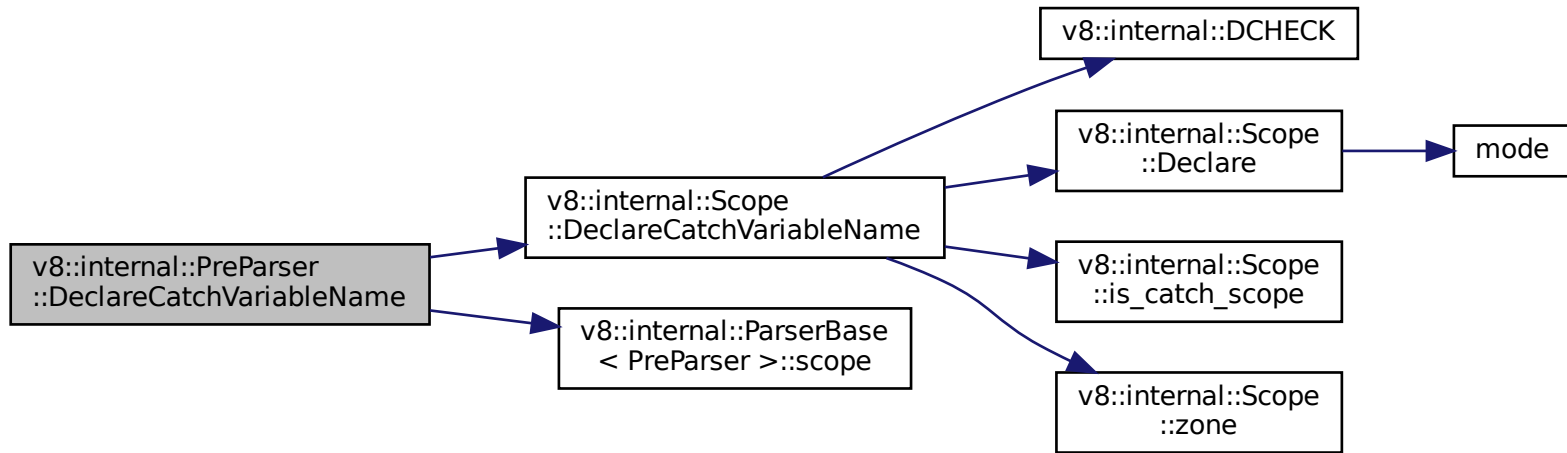 v8::internal::PreParser
::DeclareCatchVariableName
v8::internal::Scope
::DeclareCatchVariableName
v8::internal::ParserBase
< PreParser >::scope
v8::internal::DCHECK
v8::internal::Scope
::Declare
mode
v8::internal::Scope
::is_catch_scope
v8::internal::Scope
::zone